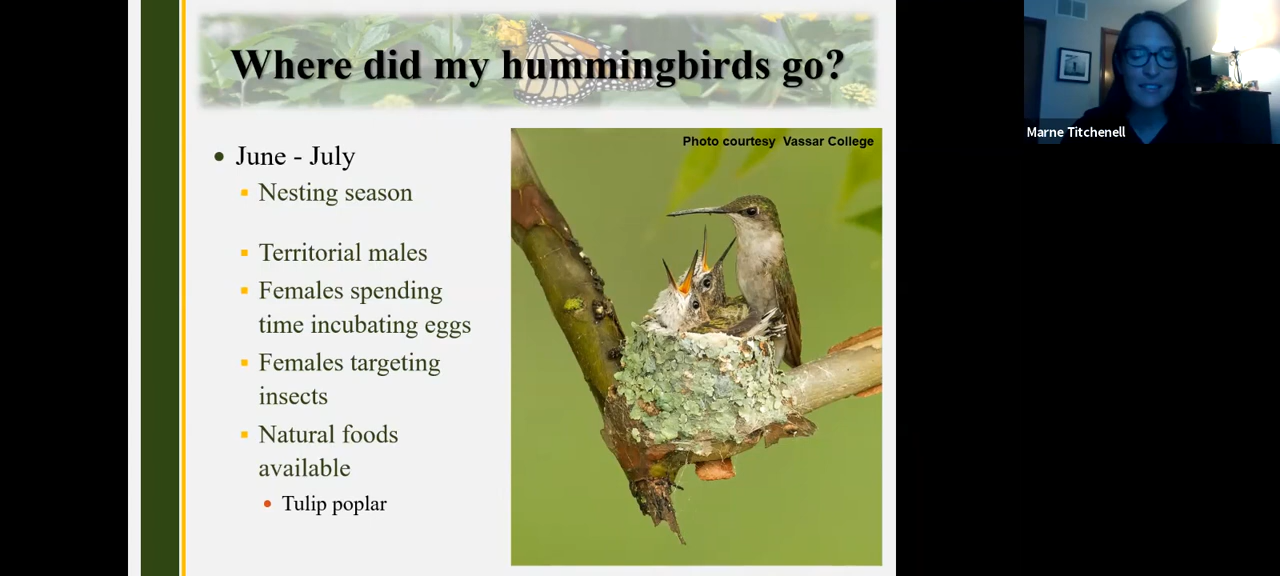 Where did my hummingbirds go?
June - July
Nesting season
Territorial males
Females spending
time incubating eggs
Females targeting
insects
Natural foods
available
Tulip poplar
Photo courtesy Vassar College
Marne Titchenell